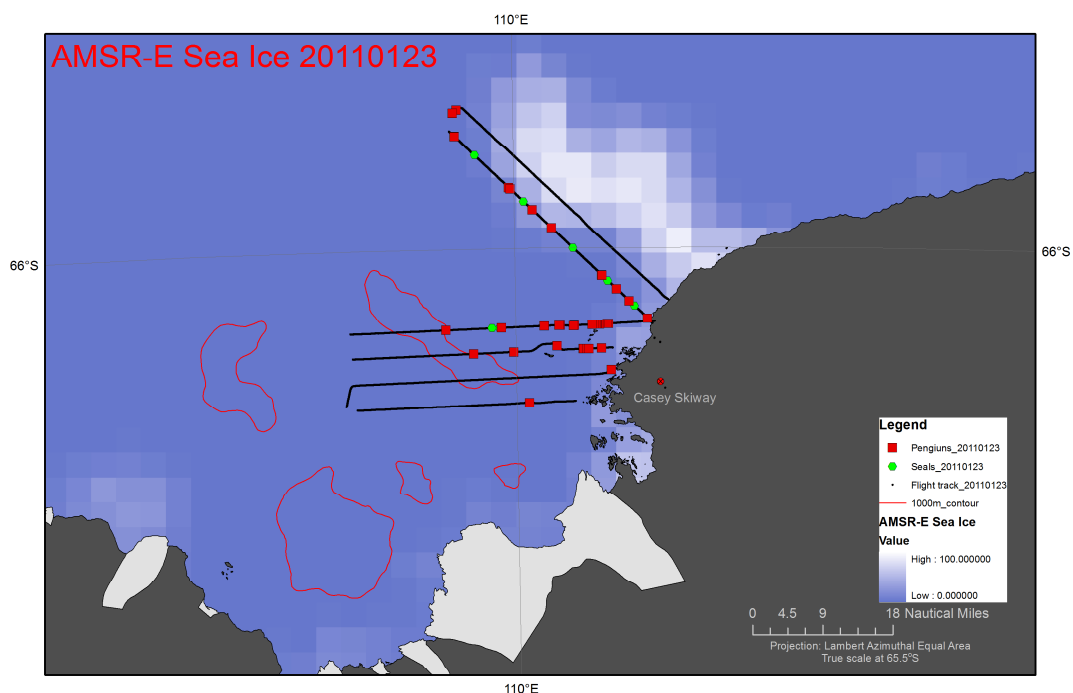 110°E
AMSR-E Sea Ice 20110123
66°S
66°S
Casey Skiway
Legend
Pengiuns_20110123
Seals_20110123
Flight track_20110123
1000m_contour
AMSR-E Sea Ice
Value
High : 100.000000
Low : 0.000000
0 4.5 9 18 Nautical Miles
Projection: Lambert Azimuthal Equal Area
True scale at 65.5°S
110°E